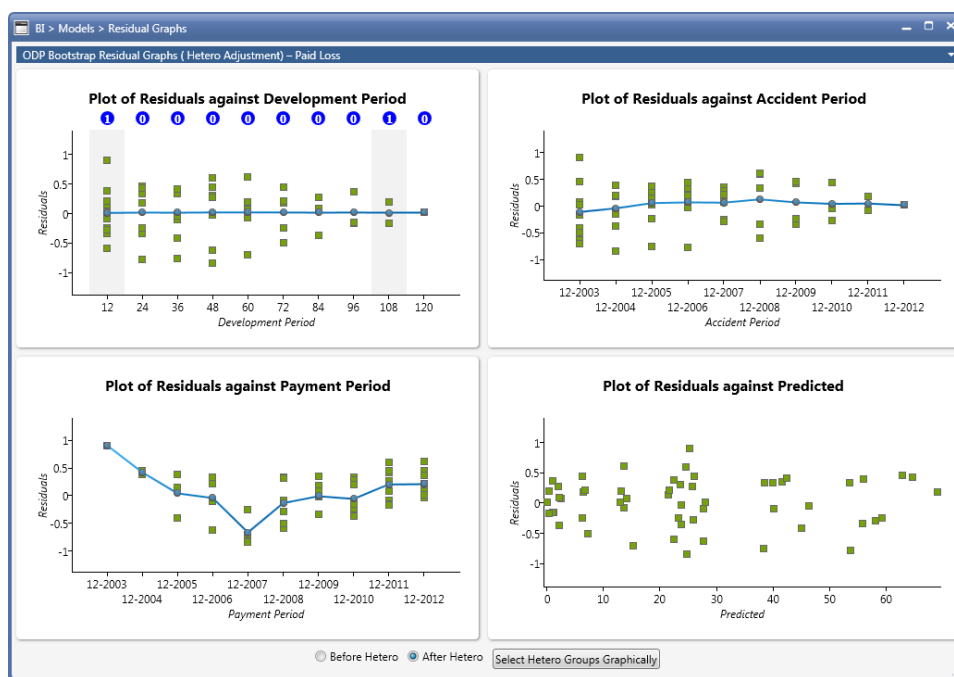 BI > Models > Residual Graphs
ODP Bootstrap Residual Graphs ( Hetero Adjustment) – Paid Loss
Plot of Residuals against Development Period
1 0 0 0 0 0 0 0 1 0
1
0.5
0
-0.5
-1
Residuals
12 24 36 48 60 72 84 96 108 120
Development Period
Plot of Residuals against Accident Period
1
0.5
0
-0.5
-1
Residuals
12-2003 12-2005 12-2007 12-2009 12-2011
12-2004 12-2006 12-2008 12-2010 12-2012
Accident Period
Plot of Residuals against Payment Period
1
0.5
0
-0.5
-1
Residuals
12-2003 12-2005 12-2007 12-2009 12-2011
12-2004 12-2006 12-2008 12-2010 12-2012
Payment Period
Plot of Residuals against Predicted
1
0.5
0
-0.5
-1
Residuals
0 10 20 30 40 50 60
Predicted
Before Hetero After Hetero Select Hetero Groups Graphically